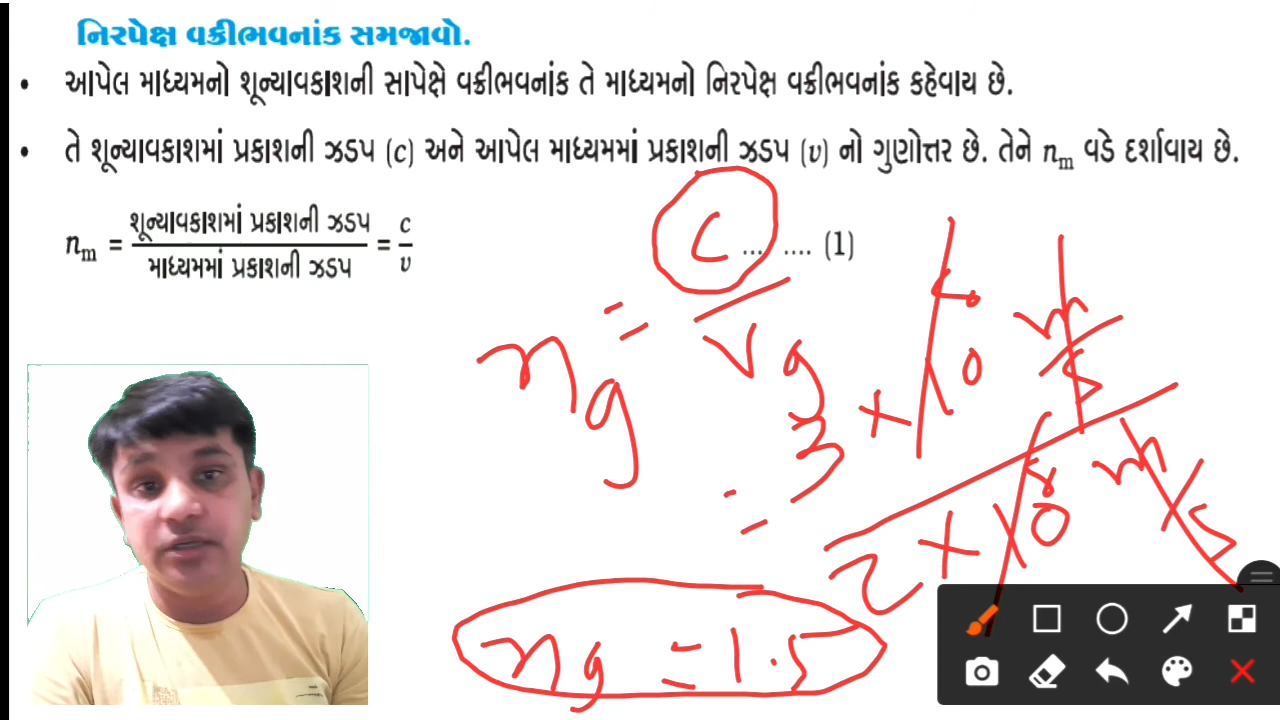 નિરપેક્ષ વક્રીભવનાંક સમજાવો.
• આપેલ માધ્યમનો શૂન્યાવકાશની સાપેક્ષે વક્રીભવનાંક તે માધ્યમનો નિરપેક્ષ વક્રીભવનાંક કહેવાય છે.
• તે શૂન્યાવકાશમાં પ્રકાશની ઝડપ (c) અને આપેલ માધ્યમમાં પ્રકાશની ઝડપ (v) નો ગુણોત્તર છે. તેને nm વડે દર્શાવાય છે.
nm = શૂન્યાવકાશમાં પ્રકાશની ઝડપ / માધ્યમમાં પ્રકાશની ઝડપ = c / v .... .... (1)
ng = c / vg
= 3 × 10 m/s / 2 × 10 m/s
ng = 1.5